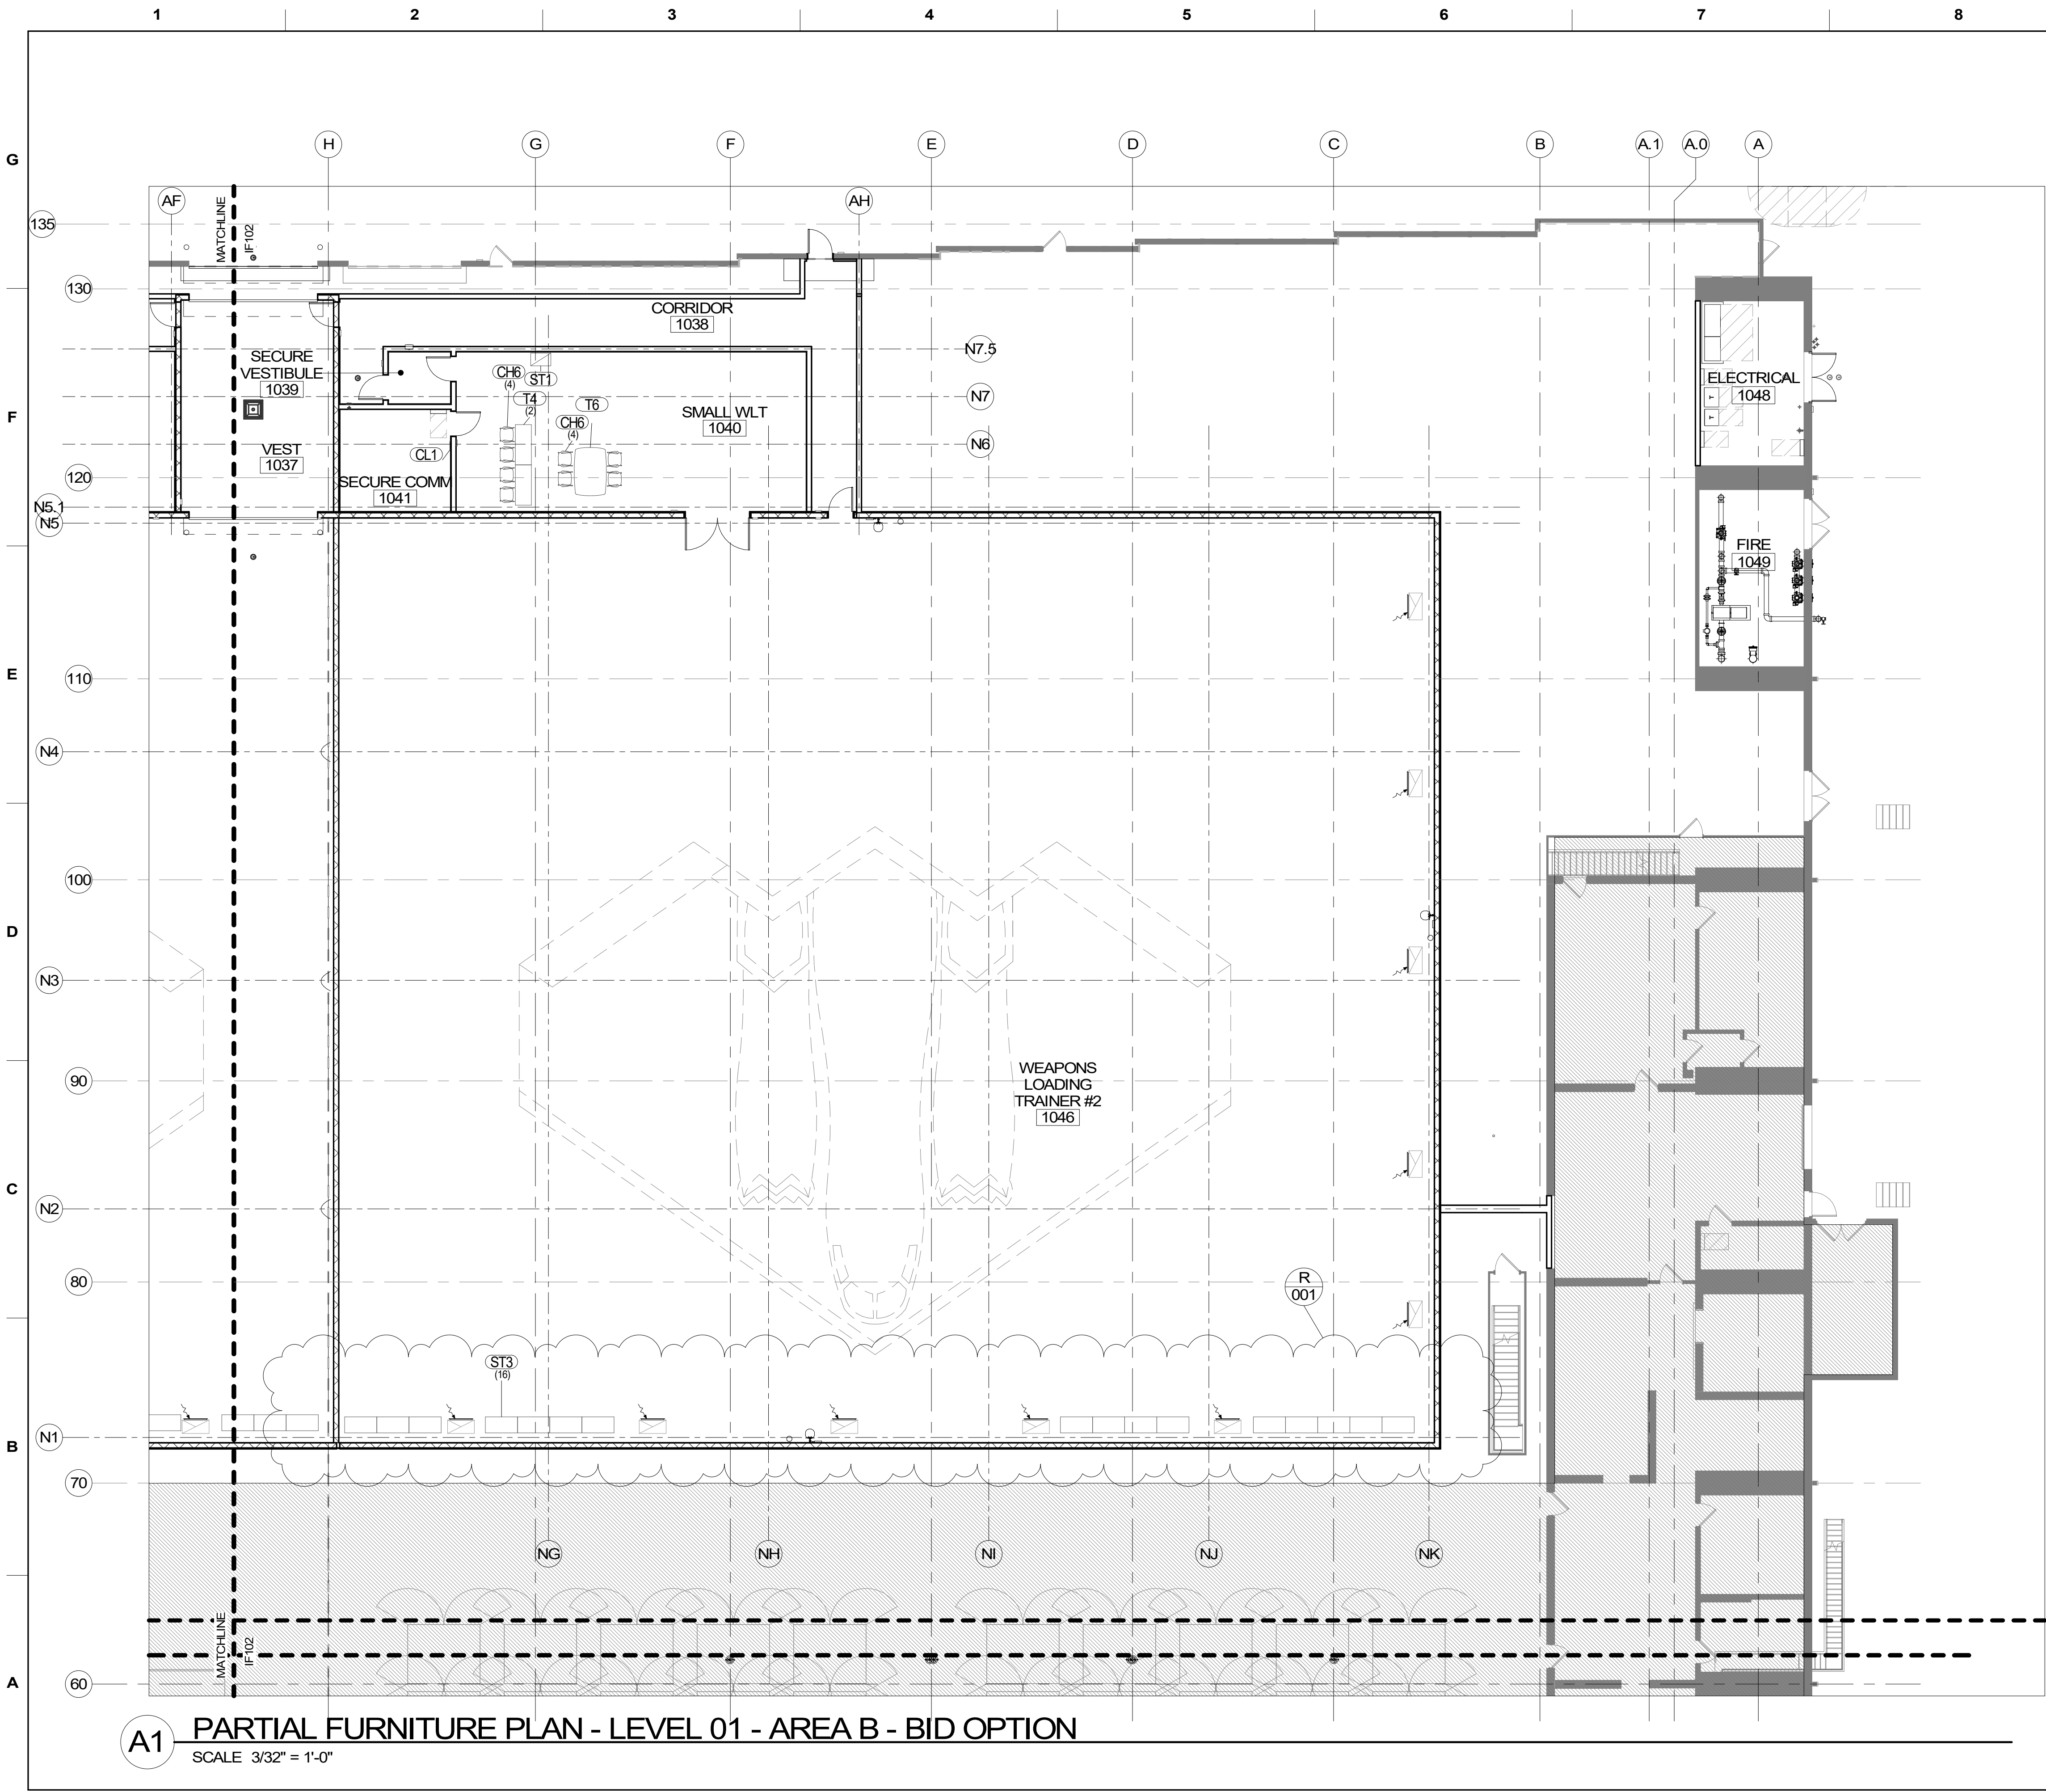 1 2 3 4 5 6 7 8
G
F
E
D
C
B
A
H G F E D C B A.1 A.0 A
AF AH
135
130
120
N5.1
N5
110
N4
100
N3
90
N2
80
N1
70
60
MATCHLINE
IF102
CORRIDOR
1038
SECURE
VESTIBULE
1039
VEST
1037
CH6
(4)
ST1
T4
(2)
T6
CH6
(4)
SMALL WLT
1040
CL1
SECURE COMM
1041
N7.5
N7
N6
ELECTRICAL
1048
T
T
FIRE
1049
WEAPONS
LOADING
TRAINER #2
1046
R
001
ST3
(16)
NG NH NI NJ NK
MATCHLINE
IF102
A1 PARTIAL FURNITURE PLAN - LEVEL 01 - AREA B - BID OPTION
SCALE 3/32" = 1'-0"